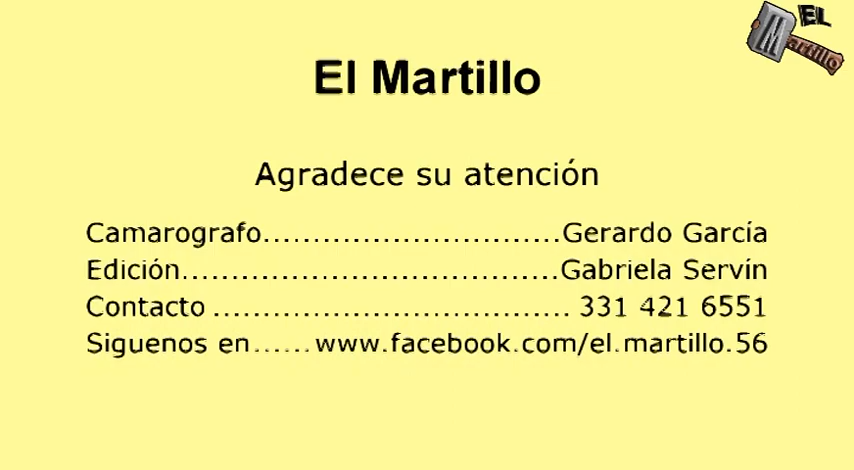 EL
Martillo
El Martillo
Agradece su atención
Camarografo..............................Gerardo García
Edición......................................Gabriela Servín
Contacto .................................... 331 421 6551
Siguenos en......www.facebook.com/el.martillo.56